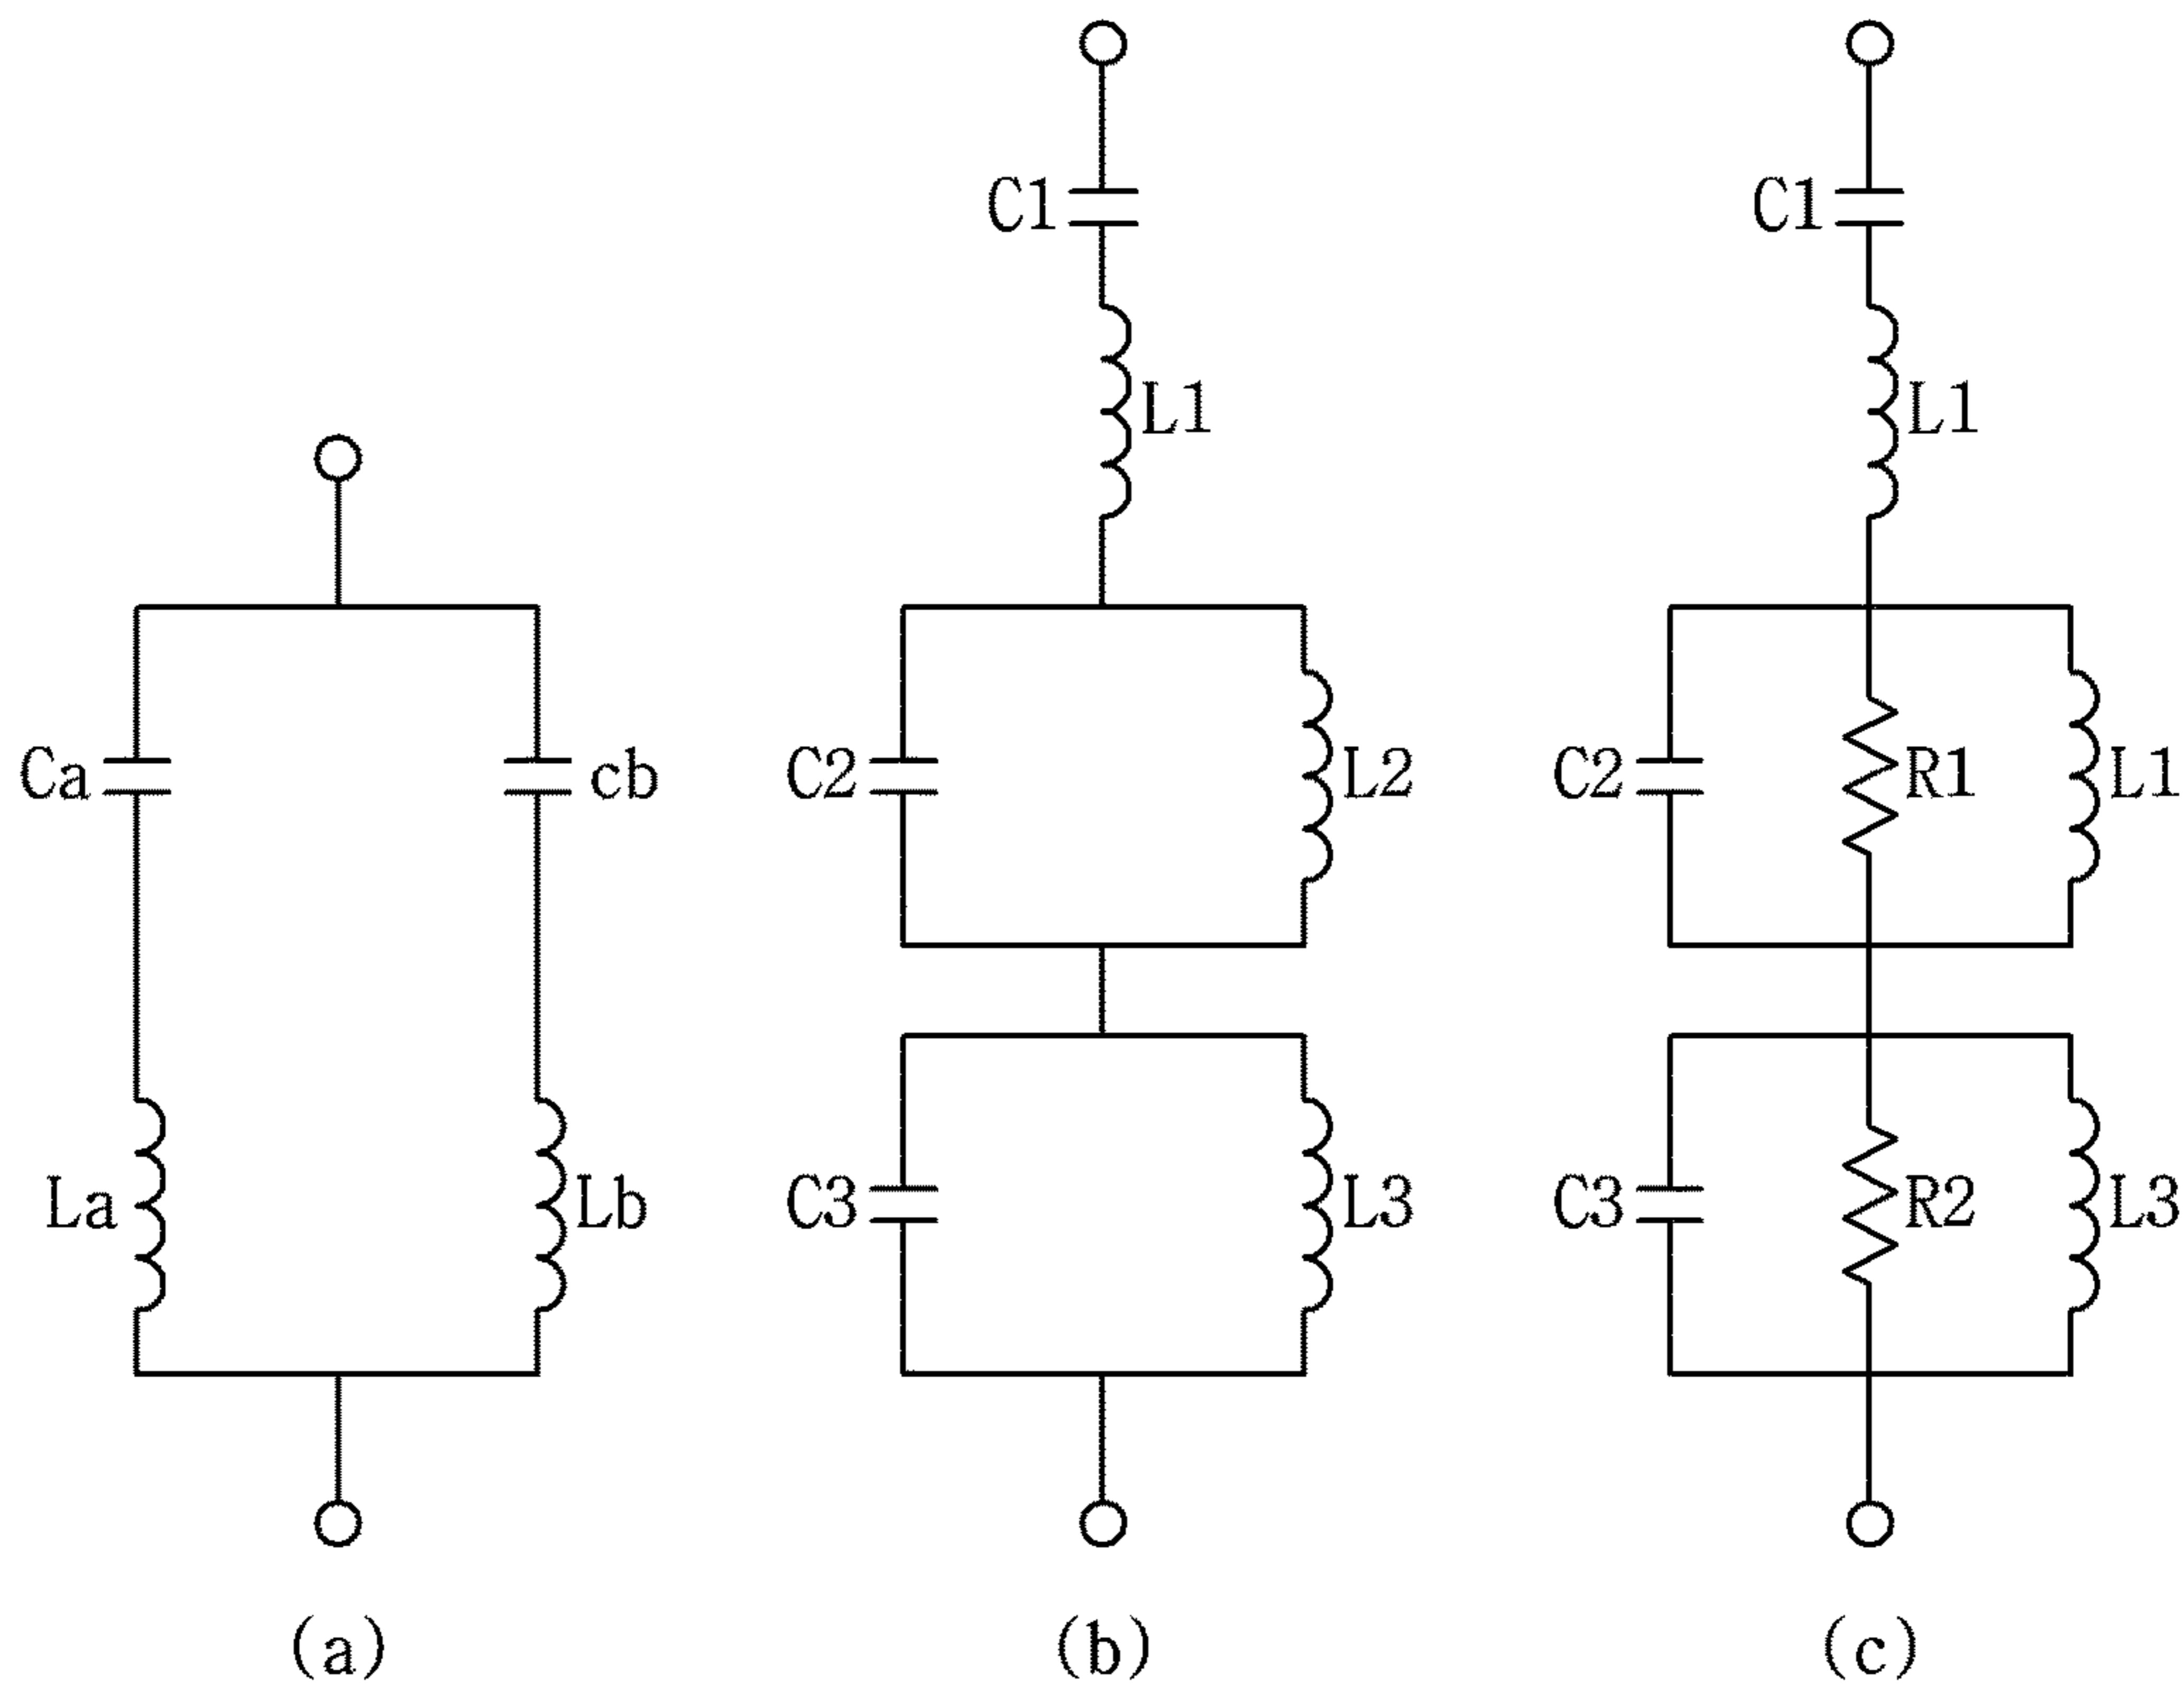 C1 C1
L1 L1
Ca cb C2 L2 C2 R1 L1
La Lb C3 L3 C3 R2 L3
(a) (b) (c)